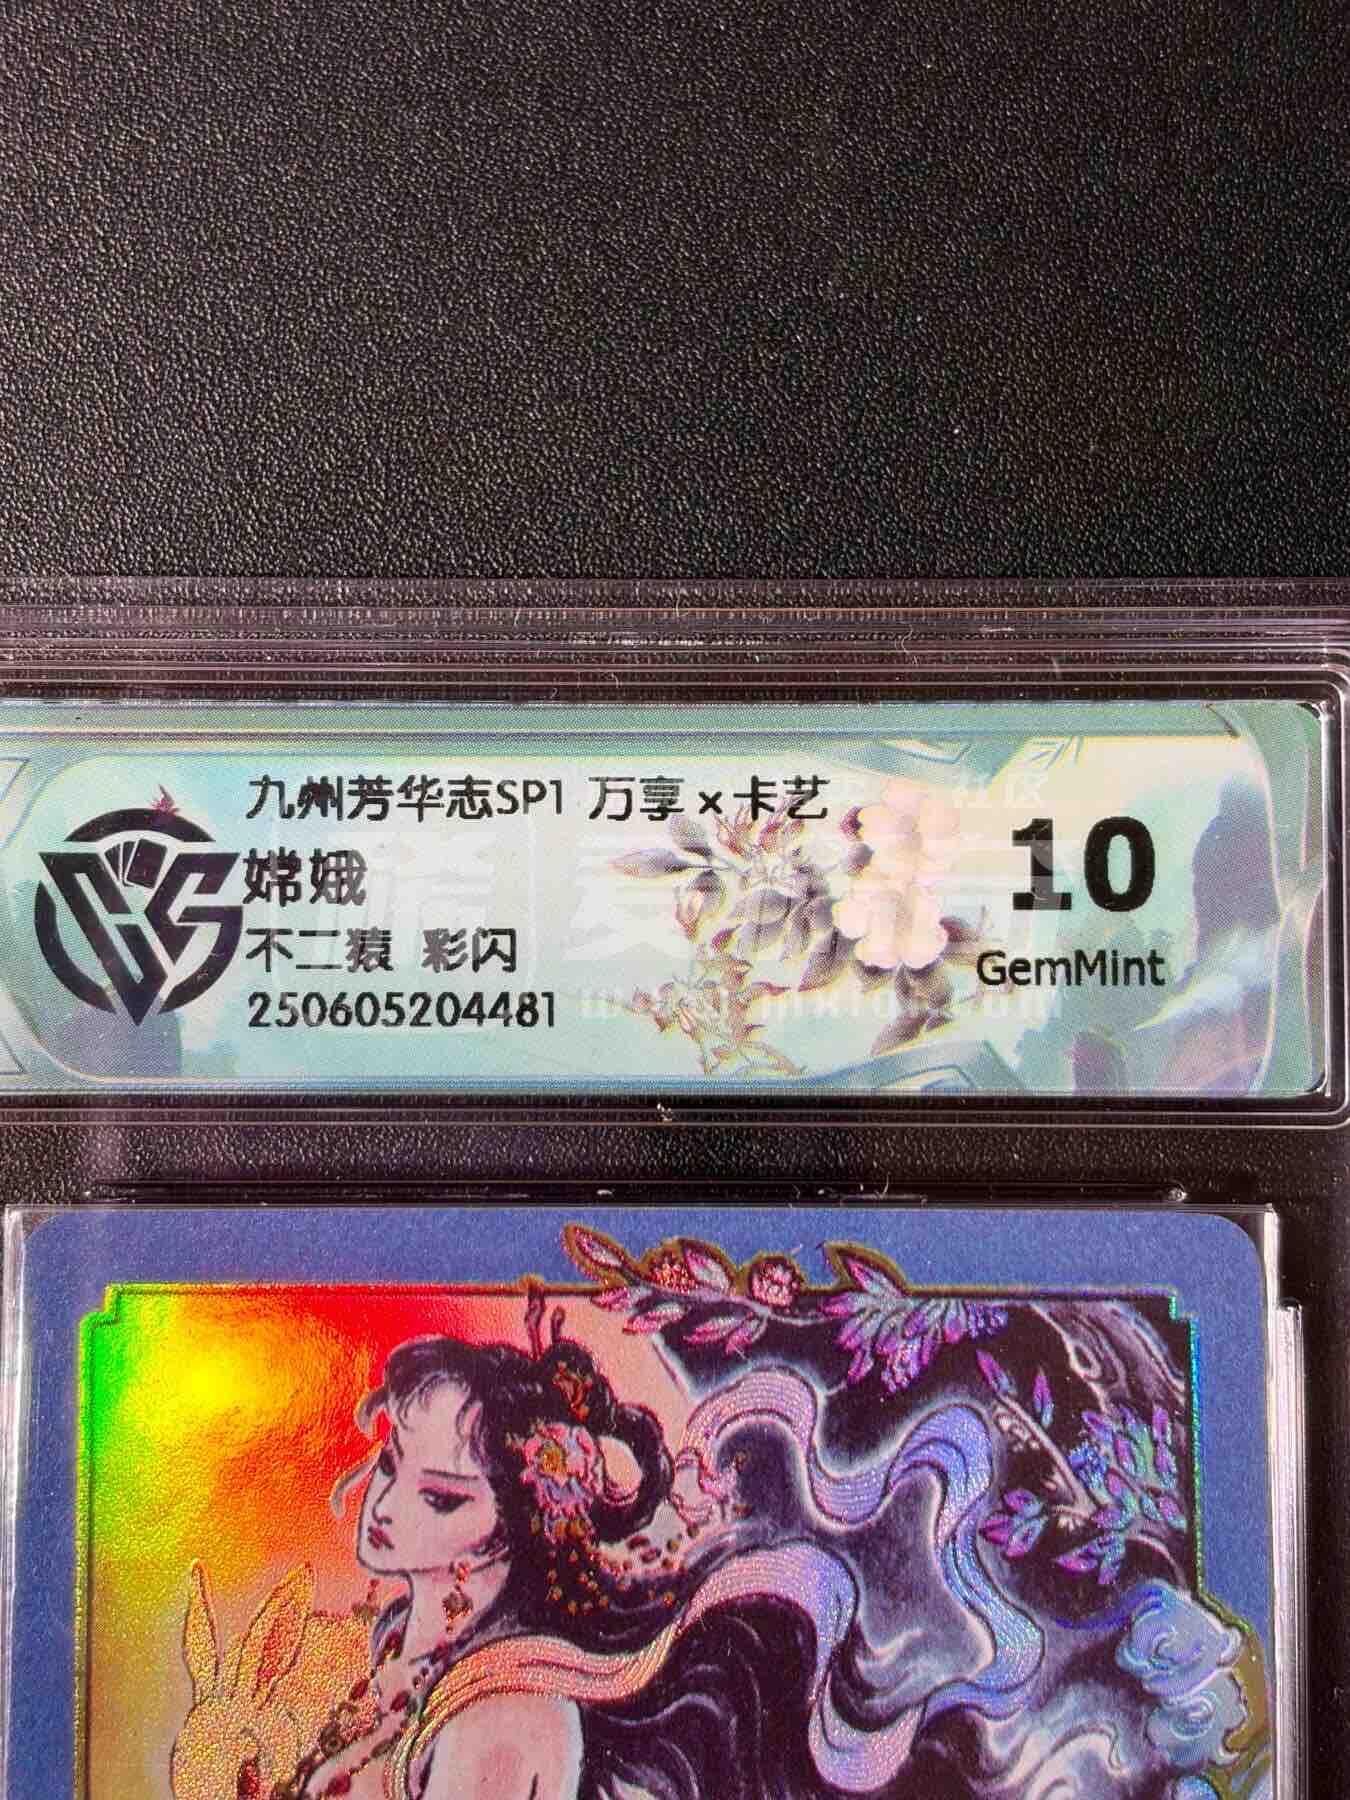 九州芳华志SP1 万享×卡艺
嫦娥
不二猿 彩闪
250605204481
10
GemMint